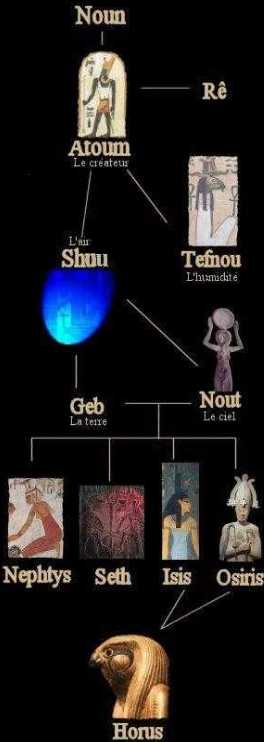 Noun
Rê
Atoum
Le créateur
L'air
Shuu
Tefnou
L'humidité
Geb
La terre
Nout
Le ciel
Nephtys Seth Isis Osiris
Horus